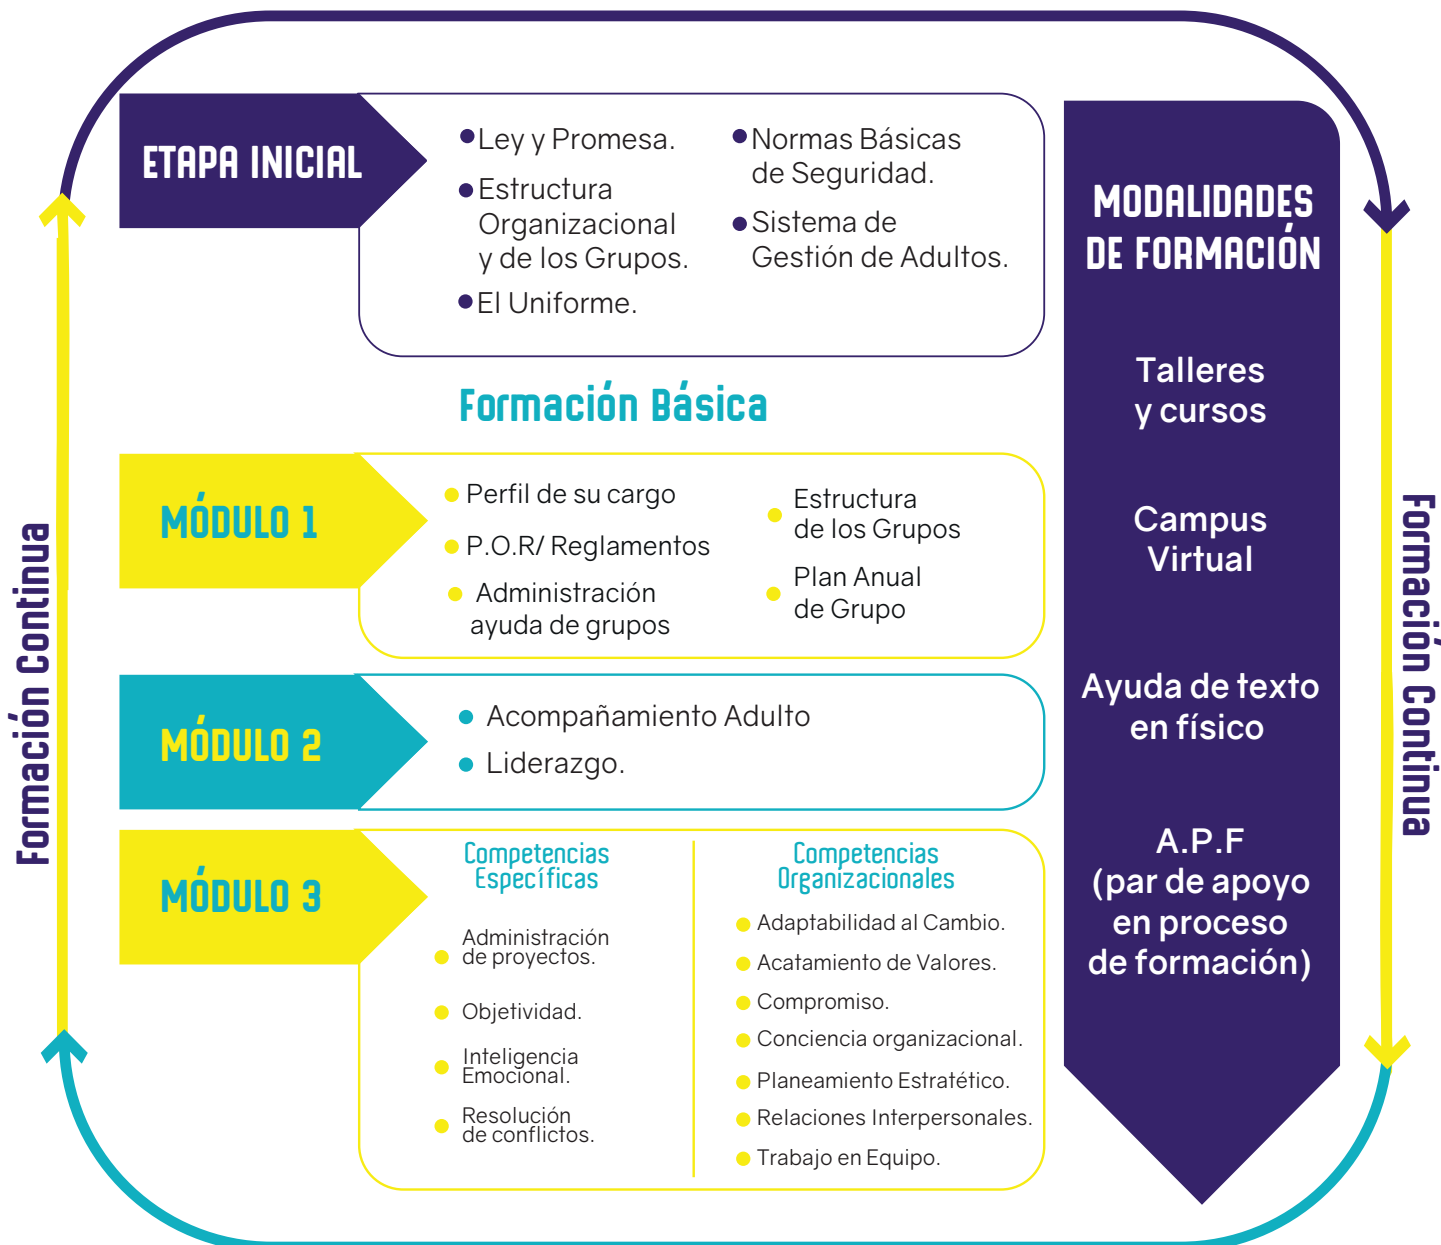 ETAPA INICIAL
Ley y Promesa.
Estructura
Organizacional
y de los Grupos.
El Uniforme.
Normas Básicas
de Seguridad.
Sistema de
Gestión de Adultos.
Formación Básica
MÓDULO 1
Perfil de su cargo
P.O.R/ Reglamentos
Administración
ayuda de grupos
Estructura
de los Grupos
Plan Anual
de Grupo
MÓDULO 2
Acompañamiento Adulto
Liderazgo.
MÓDULO 3
Competencias
Específicas
Administración
de proyectos.
Objetividad.
Inteligencia
Emocional.
Resolución
de conflictos.
Competencias
Organizacionales
Adaptabilidad al Cambio.
Acatamiento de Valores.
Compromiso.
Conciencia organizacional.
Planeamiento Estratético.
Relaciones Interpersonales.
Trabajo en Equipo.
MODALIDADES
DE FORMACIÓN
Talleres
y cursos
Campus
Virtual
Ayuda de texto
en físico
A.P.F
(par de apoyo
en proceso
de formación)
Formación Continua
Formación Continua